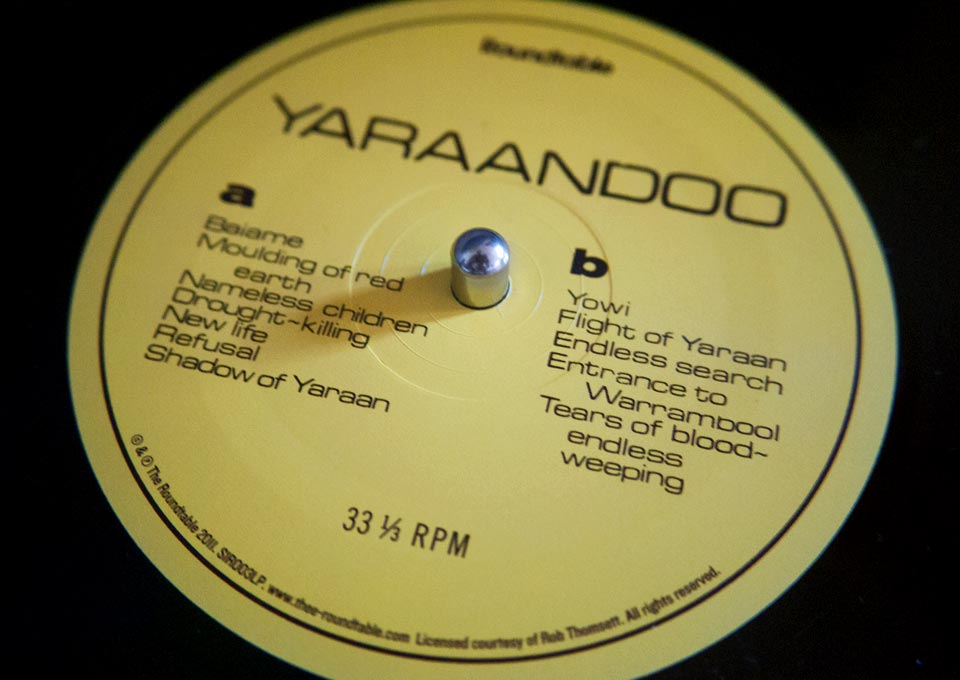 Roundtable
YARAANDOO
a
Baiame
Moulding of red
earth
Nameless children
Drought-killing
New life
Refusal
Shadow of Yaraan
b
Yowi
Flight of Yaraan
Endless search
Entrance to
Warrambool
Tears of blood-
endless
weeping
33 ⅓ RPM
© & ℗ The Roundtable 2011. SIR003LP. www.thee-roundtable.com Licensed courtesy of Rob Thomsett. All rights reserved.